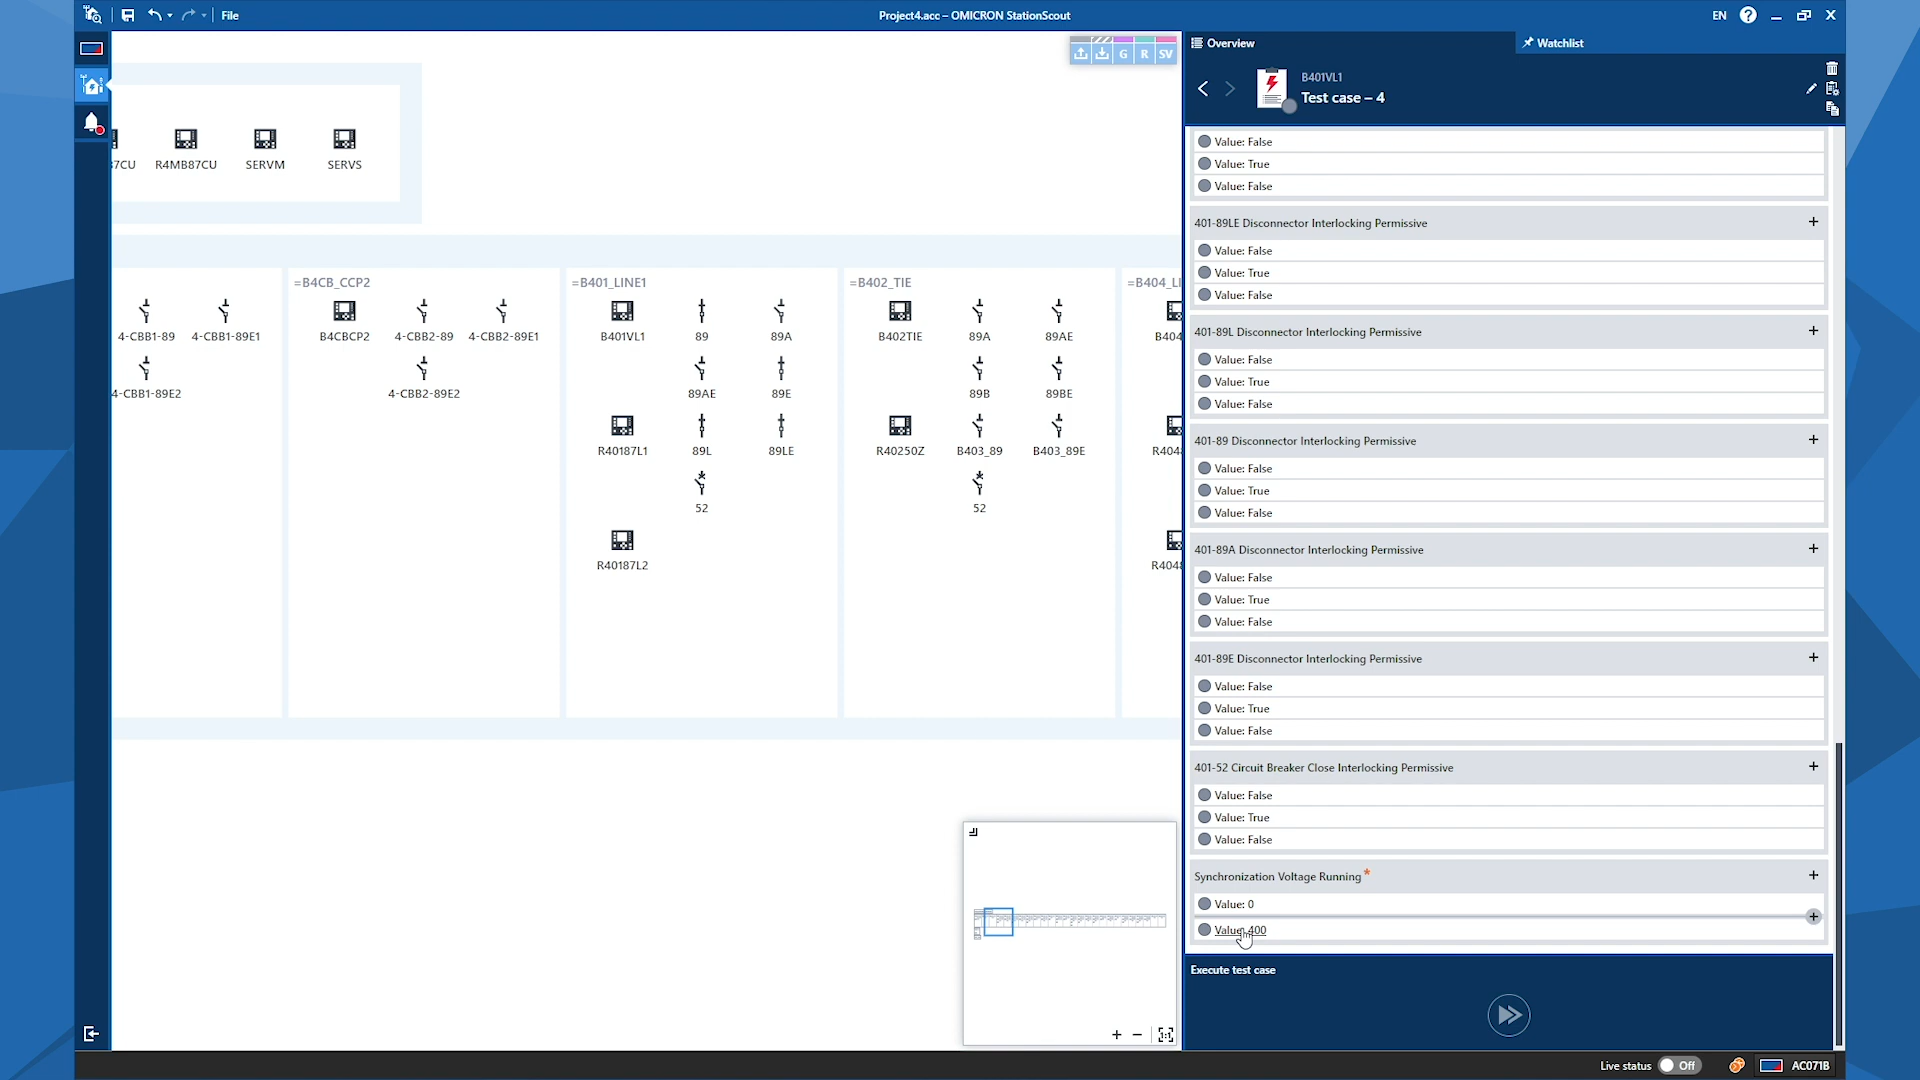 File
Project4.acc – OMICRON StationScout
EN
G
R
SV
Overview
Watchlist
B401VL1
Test case – 4
R4MB87CU
SERVM
SERVS
=B4CB_CCP2
=B401_LINE1
=B402_TIE
4-CBB1-89
4-CBB1-89E1
B4CBCP2
4-CBB2-89
4-CBB2-89E1
B401VL1
89
89A
B402TIE
89A
89AE
4-CBB1-89E2
4-CBB2-89E2
89AE
89E
89B
89BE
R40187L1
89L
89LE
R40250Z
B403_89
B403_89E
52
52
R40187L2
Value: False
Value: True
Value: False
401-89LE Disconnector Interlocking Permissive
Value: False
Value: True
Value: False
401-89L Disconnector Interlocking Permissive
Value: False
Value: True
Value: False
401-89 Disconnector Interlocking Permissive
Value: False
Value: True
Value: False
401-89A Disconnector Interlocking Permissive
Value: False
Value: True
Value: False
401-89E Disconnector Interlocking Permissive
Value: False
Value: True
Value: False
401-52 Circuit Breaker Close Interlocking Permissive
Value: False
Value: True
Value: False
Synchronization Voltage Running *
Value: 0
Value: 400
Execute test case
1:1
Live status
Off
AC071B